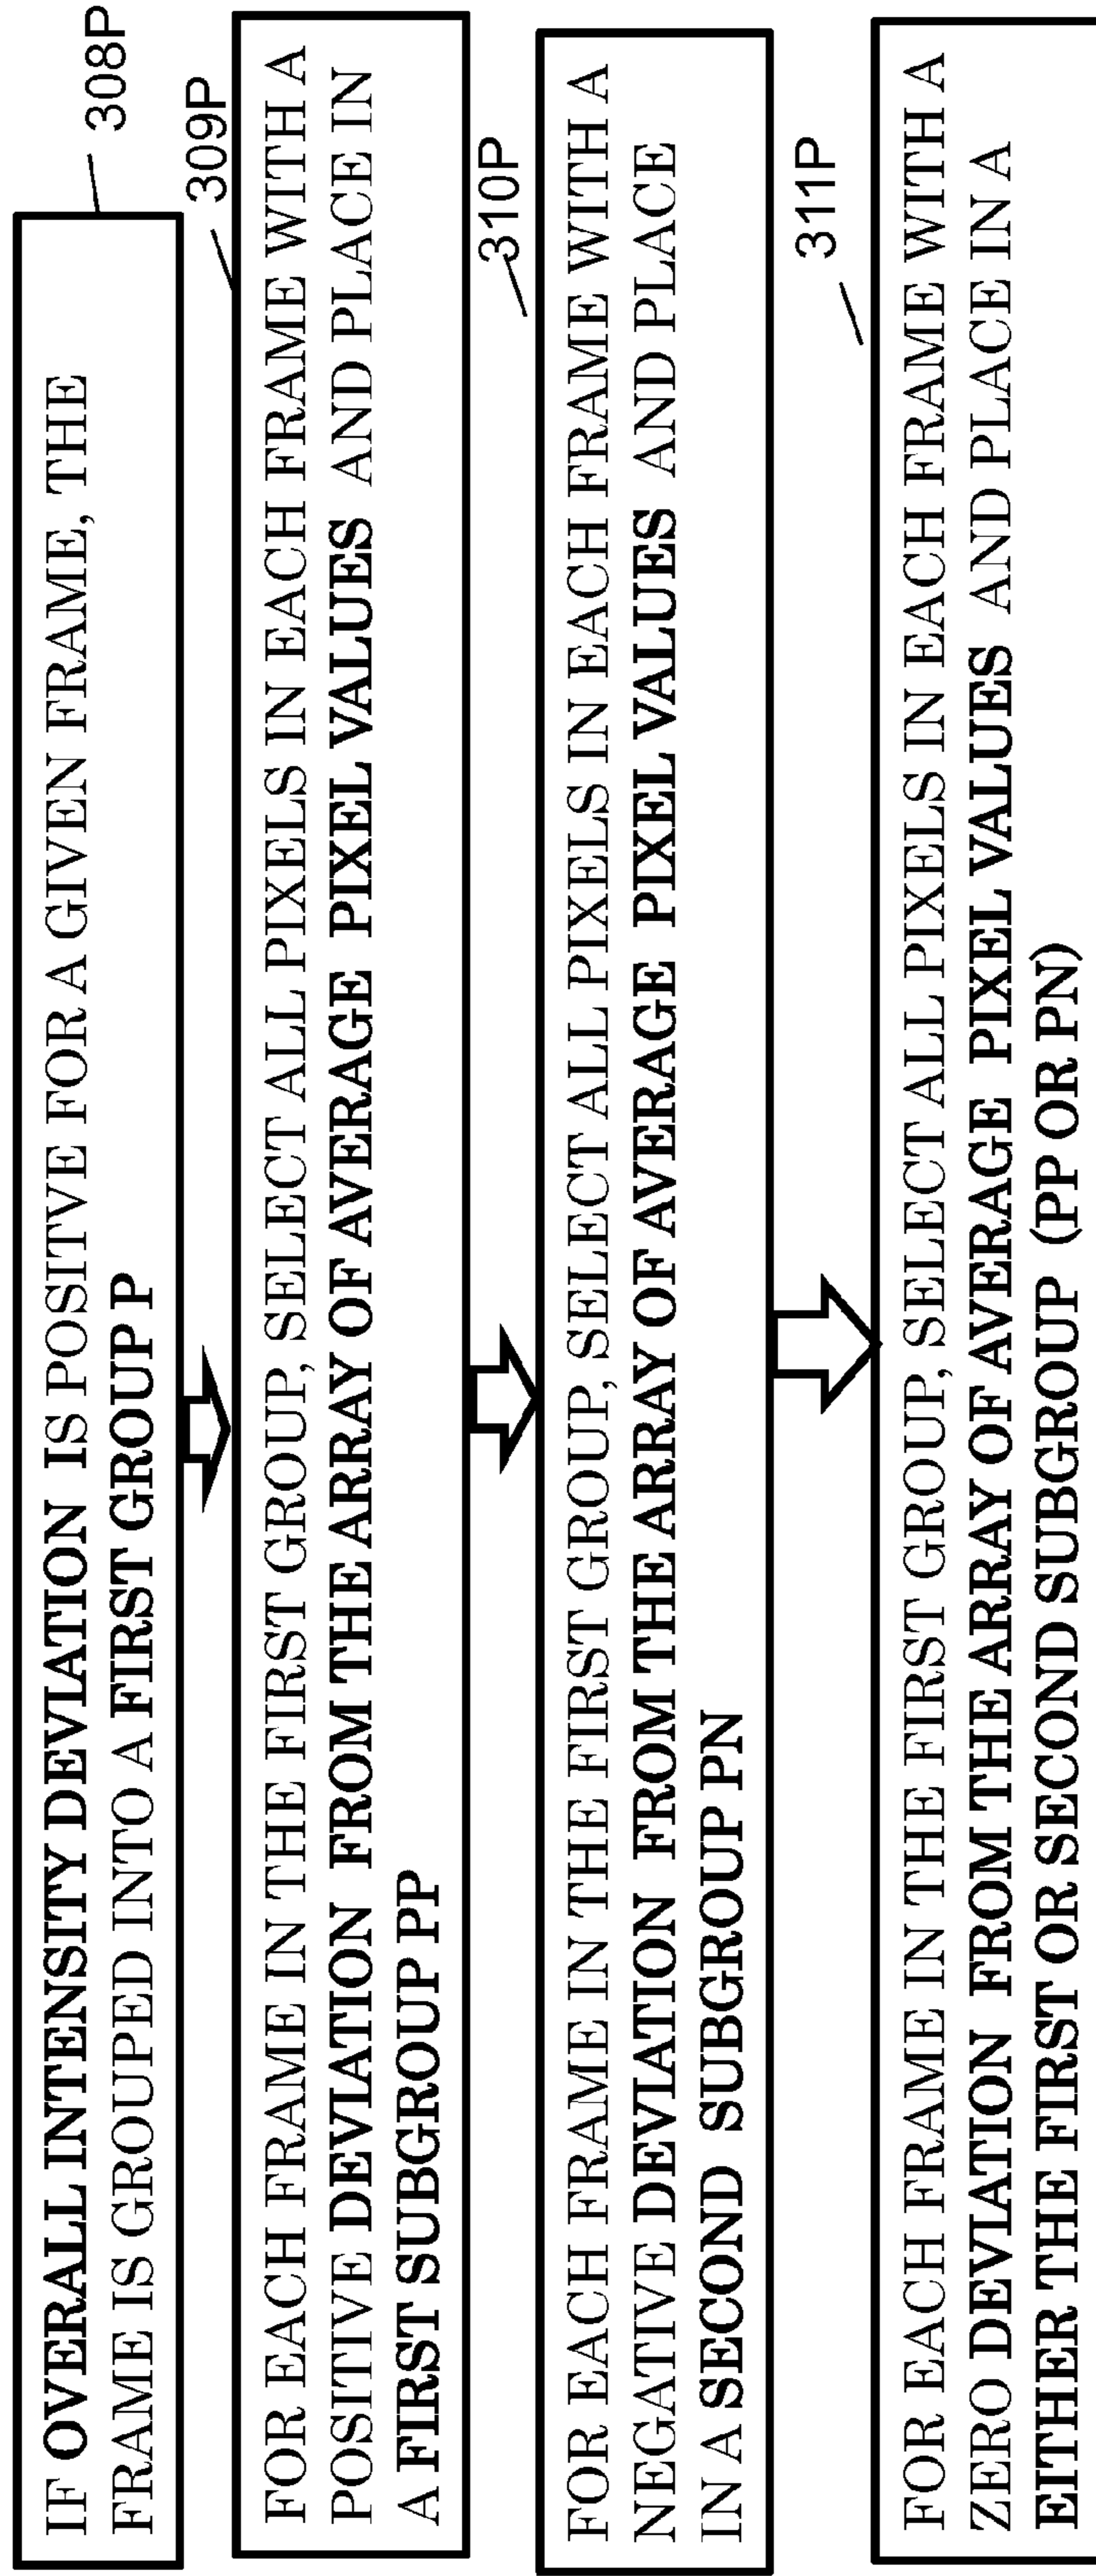 308P
IF OVERALL INTENSITY DEVIATION IS POSITVE FOR A GIVEN FRAME, THE
FRAME IS GROUPED INTO A FIRST GROUP P
309P
FOR EACH FRAME IN THE FIRST GROUP, SELECT ALL PIXELS IN EACH FRAME WITH A
POSITIVE DEVIATION FROM THE ARRAY OF AVERAGE PIXEL VALUES AND PLACE IN
A FIRST SUBGROUP PP
310P
FOR EACH FRAME IN THE FIRST GROUP, SELECT ALL PIXELS IN EACH FRAME WITH A
NEGATIVE DEVIATION FROM THE ARRAY OF AVERAGE PIXEL VALUES AND PLACE
IN A SECOND SUBGROUP PN
311P
FOR EACH FRAME IN THE FIRST GROUP, SELECT ALL PIXELS IN EACH FRAME WITH A
ZERO DEVIATION FROM THE ARRAY OF AVERAGE PIXEL VALUES AND PLACE IN A
EITHER THE FIRST OR SECOND SUBGROUP (PP OR PN)